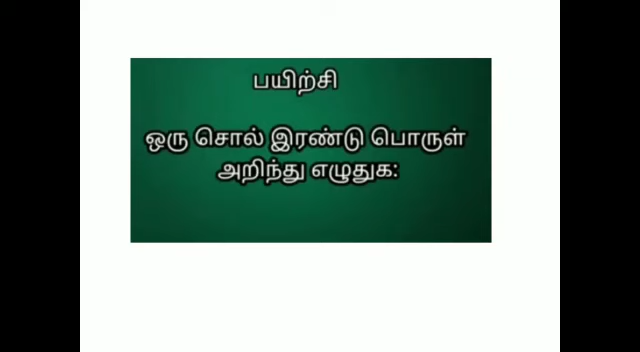 பயிற்சி
ஒரு சொல் இரண்டு பொருள்
அறிந்து எழுதுக: